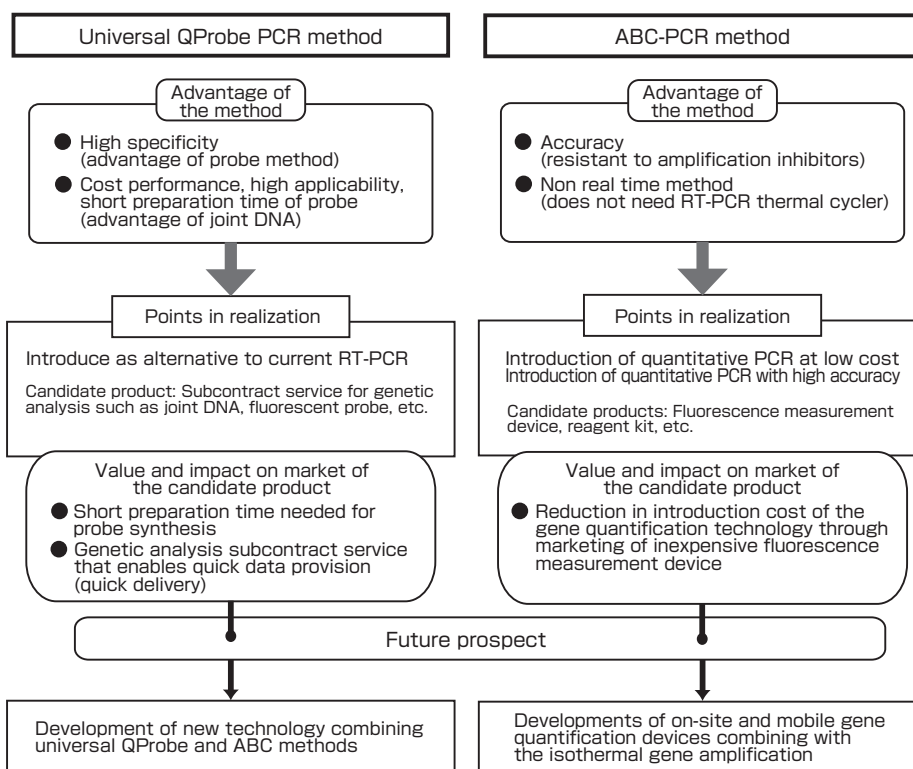 Universal QProbe PCR method
Advantage of
the method
● High specificity
(advantage of probe method)
● Cost performance, high applicability,
short preparation time of probe
(advantage of joint DNA)
Points in realization
Introduce as alternative to current RT-PCR
Candidate product: Subcontract service for genetic
analysis such as joint DNA, fluorescent probe, etc.
Value and impact on market of
the candidate product
● Short preparation time needed for
probe synthesis
● Genetic analysis subcontract service
that enables quick data provision
(quick delivery)
ABC-PCR method
Advantage of
the method
● Accuracy
(resistant to amplification inhibitors)
● Non real time method
(does not need RT-PCR thermal cycler)
Points in realization
Introduction of quantitative PCR at low cost
Introduction of quantitative PCR with high accuracy
Candidate products: Fluorescence measurement
device, reagent kit, etc.
Value and impact on market of
the candidate product
● Reduction in introduction cost of the
gene quantification technology through
marketing of inexpensive fluorescence
measurement device
Future prospect
Development of new technology combining
universal QProbe and ABC methods
Developments of on-site and mobile gene
quantification devices combining with
the isothermal gene amplification